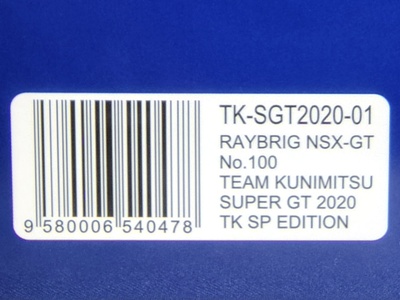 TK-SGT2020-01
RAYBRIG NSX-GT
No.100
TEAM KUNIMITSU
SUPER GT 2020
TK SP EDITION
9 580006 540478